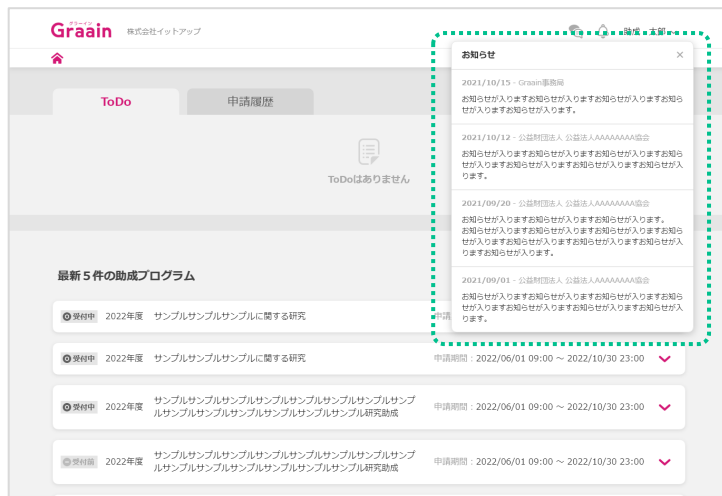 グラーイン
Graain 株式会社イットアップ
助成 太郎
お知らせ ×
2021/10/15 - Graain事務局
お知らせが入りますお知らせが入りますお知らせが入りますお知ら
せが入りますお知らせが入ります。
2021/10/12 - 公益財団法人 公益法人AAAAAAAA協会
お知らせが入りますお知らせが入りますお知らせが入りますお知ら
せが入りますお知らせが入りますお知らせが入りますお知らせが入
ります。
2021/09/20 - 公益財団法人 公益法人AAAAAAAA協会
お知らせが入りますお知らせが入りますお知らせが入ります。
お知らせが入りますお知らせが入りますお知らせが入りますお知ら
せが入りますお知らせが入りますお知らせが入りますお知らせが入
りますお知らせが入ります。
2021/09/01 - 公益財団法人 公益法人AAAAAAAA協会
お知らせが入りますお知らせが入りますお知らせが入りますお知ら
せが入りますお知らせが入りますお知らせが入りますお知らせが入
ります。
ToDo 申請履歴
ToDoはありません
最新5件の助成プログラム
受付中 2022年度 サンプルサンプルサンプルに関する研究 申請
受付中 2022年度 サンプルサンプルサンプルに関する研究 申請期間：2022/06/01 09:00 ～ 2022/10/30 23:00
受付中 2022年度 サンプルサンプルサンプルサンプルサンプルサンプルサンプルサンプ
ルサンプルサンプルサンプルサンプルサンプルサンプル研究助成 申請期間：2022/06/01 09:00 ～ 2022/10/30 23:00
受付前 2022年度 サンプルサンプルサンプルサンプルサンプルサンプルサンプルサンプ
ルサンプルサンプルサンプルサンプルサンプルサンプル研究助成 申請期間：2022/06/01 09:00 ～ 2022/10/30 23:00